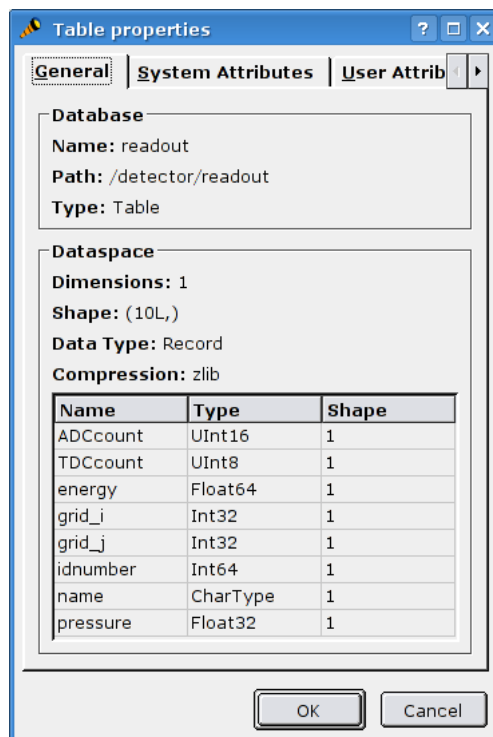 Table properties
General System Attributes User Attrib
Database
Name: readout
Path: /detector/readout
Type: Table
Dataspace
Dimensions: 1
Shape: (10L,)
Data Type: Record
Compression: zlib
Name Type Shape
ADCcount UInt16 1
TDCcount UInt8 1
energy Float64 1
grid_i Int32 1
grid_j Int32 1
idnumber Int64 1
name CharType 1
pressure Float32 1
OK Cancel